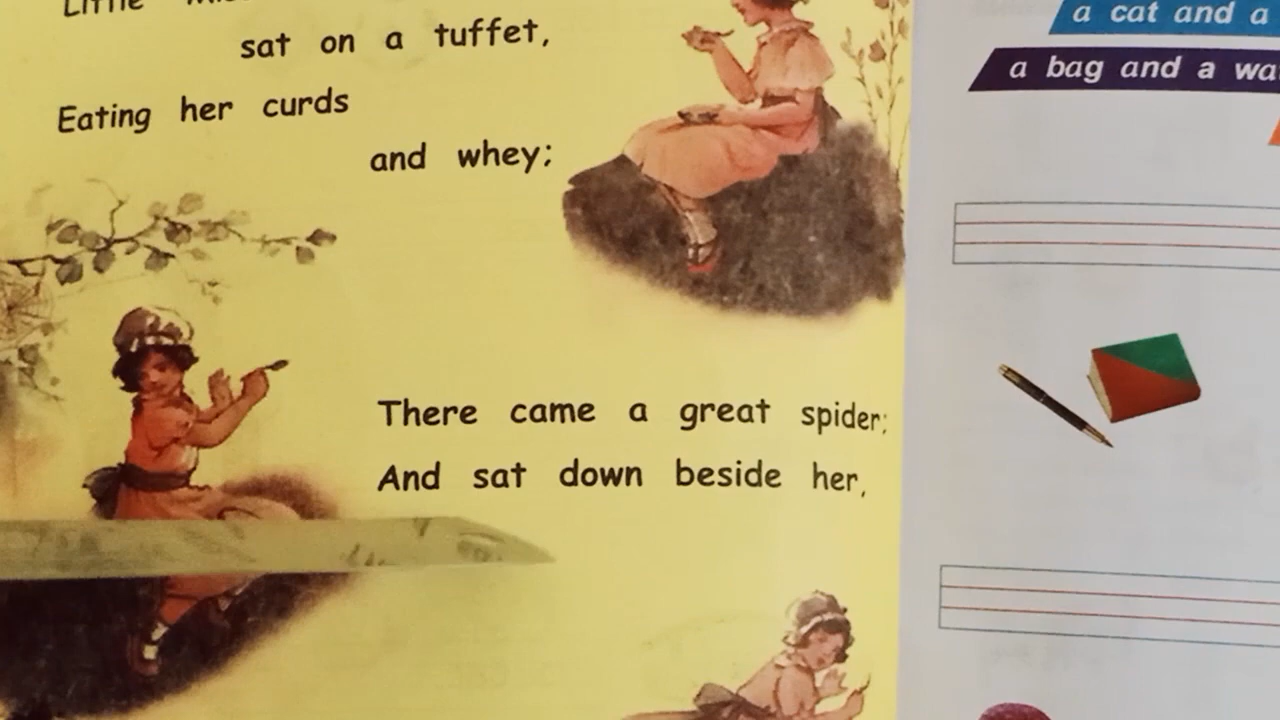 Little
sat on a tuffet,
Eating her curds
and whey;
There came a great spider;
And sat down beside her,
a cat and a
a bag and a